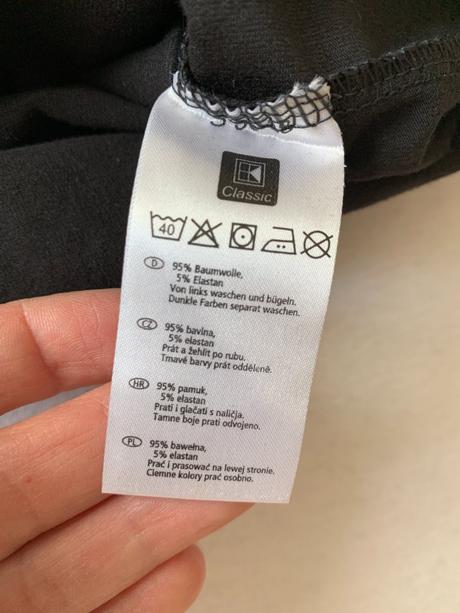 K
Classic
40
D 95% Baumwolle,
5% Elastan
Von links waschen und bügeln.
Dunkle Farben separat waschen.
CZ 95% bavlna,
5% elastan
Prát a žehlit po rubu.
Tmavé barvy prát odděleně.
HR 95% pamuk,
5% elastan
Prati i glačati s naličja.
Tamne boje prati odvojeno.
PL 95% bawełna,
5% elastan
Prać i prasować na lewej stronie.
Ciemne kolory prać osobno.